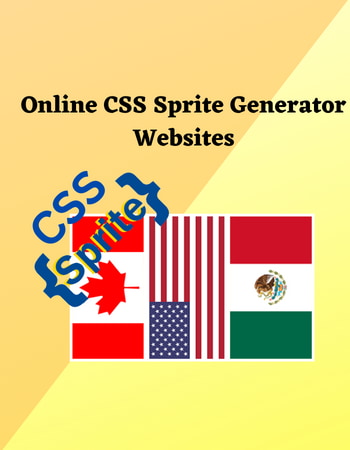 Online CSS Sprite Generator
Websites
CSS
{Sprite}